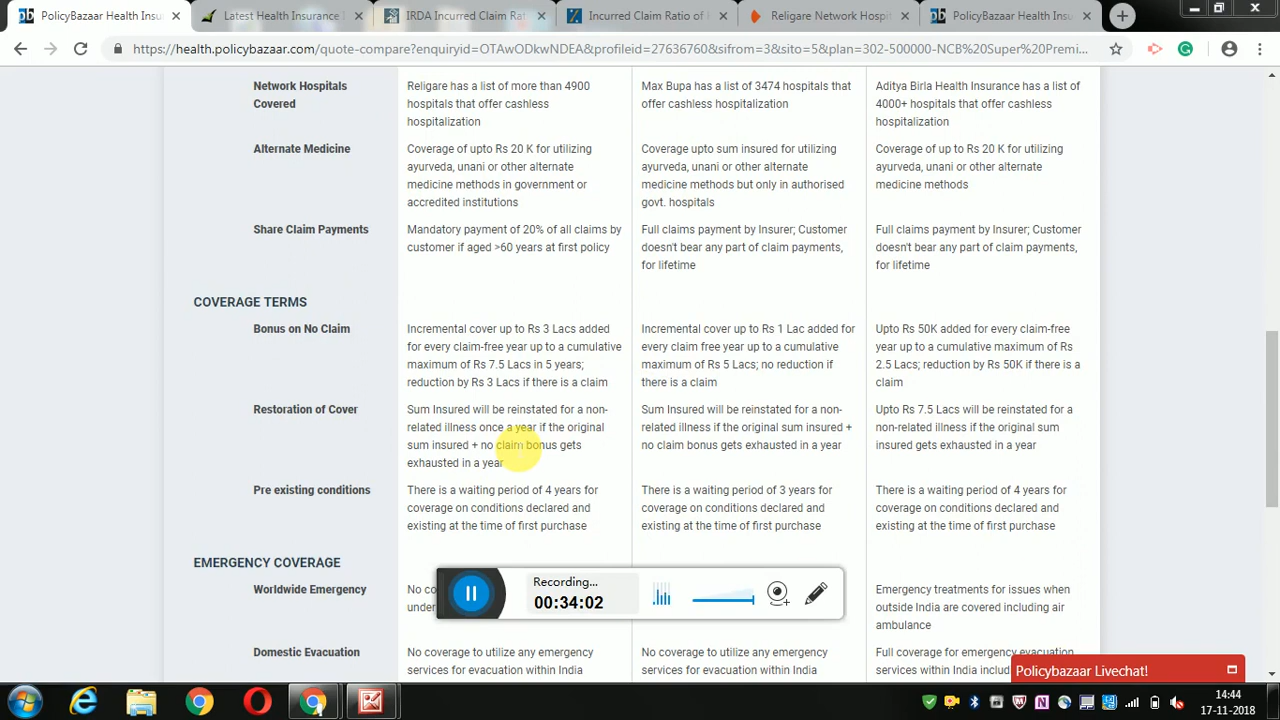 PolicyBazaar Health Insu
Latest Health Insurance I
IRDA Incurred Claim Rat
Incurred Claim Ratio of
Religare Network Hospit
PolicyBazaar Health Insu
https://health.policybazaar.com/quote-compare?enquiryid=OTAwODkwNDEA&profileid=27636760&sifrom=3&sito=5&plan=302-500000-NCB%20Super%20Premi...
Network Hospitals
Covered
Religare has a list of more than 4900
hospitals that offer cashless
hospitalization
Max Bupa has a list of 3474 hospitals that
offer cashless hospitalization
Aditya Birla Health Insurance has a list of
4000+ hospitals that offer cashless
hospitalization
Alternate Medicine
Coverage of upto Rs 20 K for utilizing
ayurveda, unani or other alternate
medicine methods in government or
accredited institutions
Coverage upto sum insured for utilizing
ayurveda, unani or other alternate
medicine methods but only in authorised
govt. hospitals
Coverage of up to Rs 20 K for utilizing
ayurveda, unani or other alternate
medicine methods
Share Claim Payments
Mandatory payment of 20% of all claims by
customer if aged >60 years at first policy
Full claims payment by Insurer; Customer
doesn't bear any part of claim payments,
for lifetime
Full claims payment by Insurer; Customer
doesn't bear any part of claim payments,
for lifetime
COVERAGE TERMS
Bonus on No Claim
Incremental cover up to Rs 3 Lacs added
for every claim-free year up to a cumulative
maximum of Rs 7.5 Lacs in 5 years;
reduction by Rs 3 Lacs if there is a claim
Incremental cover up to Rs 1 Lac added for
every claim free year up to a cumulative
maximum of Rs 5 Lacs; no reduction if
there is a claim
Upto Rs 50K added for every claim-free
year up to a cumulative maximum of Rs
2.5 Lacs; reduction by Rs 50K if there is a
claim
Restoration of Cover
Sum Insured will be reinstated for a non-
related illness once a year if the original
sum insured + no claim bonus gets
exhausted in a year
Sum Insured will be reinstated for a non-
related illness if the original sum insured +
no claim bonus gets exhausted in a year
Upto Rs 7.5 Lacs will be reinstated for a
non-related illness if the original sum
insured gets exhausted in a year
Pre existing conditions
There is a waiting period of 4 years for
coverage on conditions declared and
existing at the time of first purchase
There is a waiting period of 3 years for
coverage on conditions declared and
existing at the time of first purchase
There is a waiting period of 4 years for
coverage on conditions declared and
existing at the time of first purchase
EMERGENCY COVERAGE
Worldwide Emergency
No co
under
Emergency treatments for issues when
outside India are covered including air
ambulance
Recording...
00:34:02
Domestic Evacuation
No coverage to utilize any emergency
services for evacuation within India
No coverage to utilize any emergency
services for evacuation within India
Full coverage for emergency evacuation
services within India includ
Policybazaar Livechat!
14:44
17-11-2018